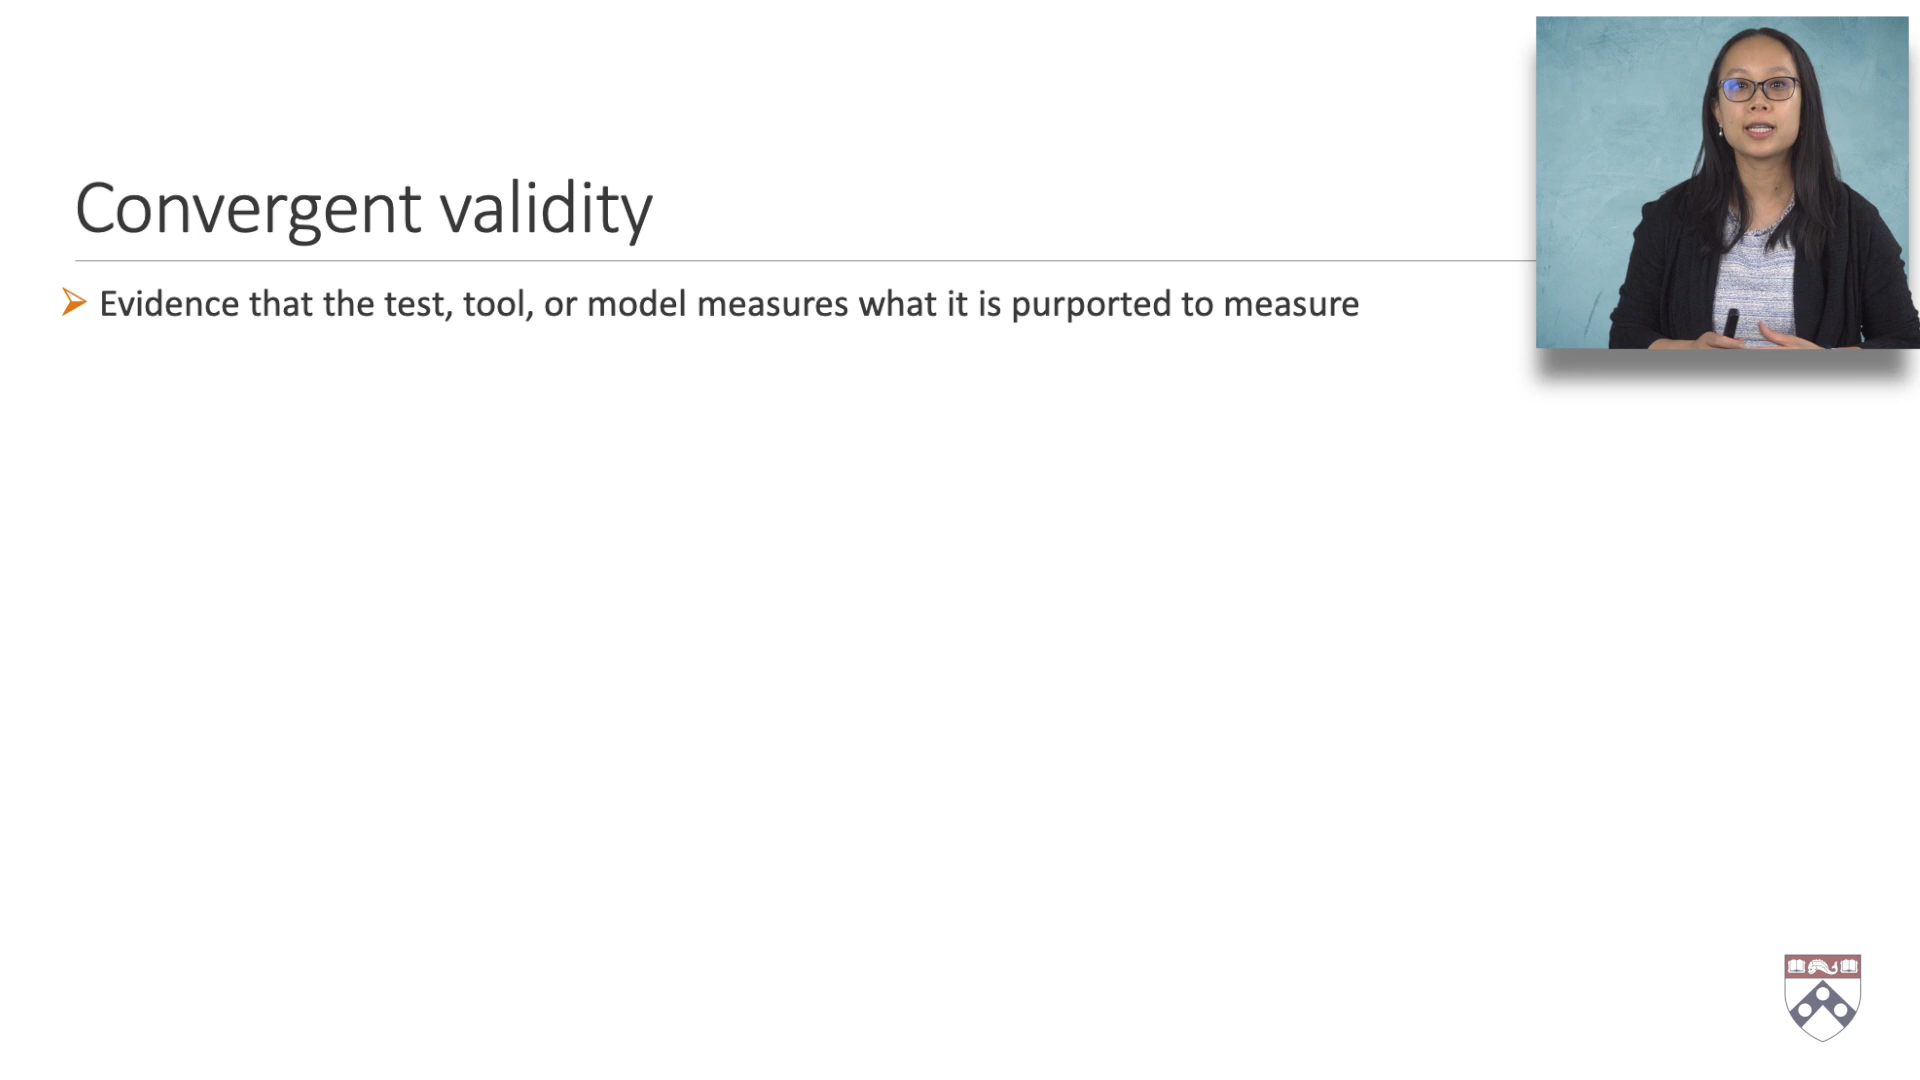 Convergent validity
Evidence that the test, tool, or model measures what it is purported to measure